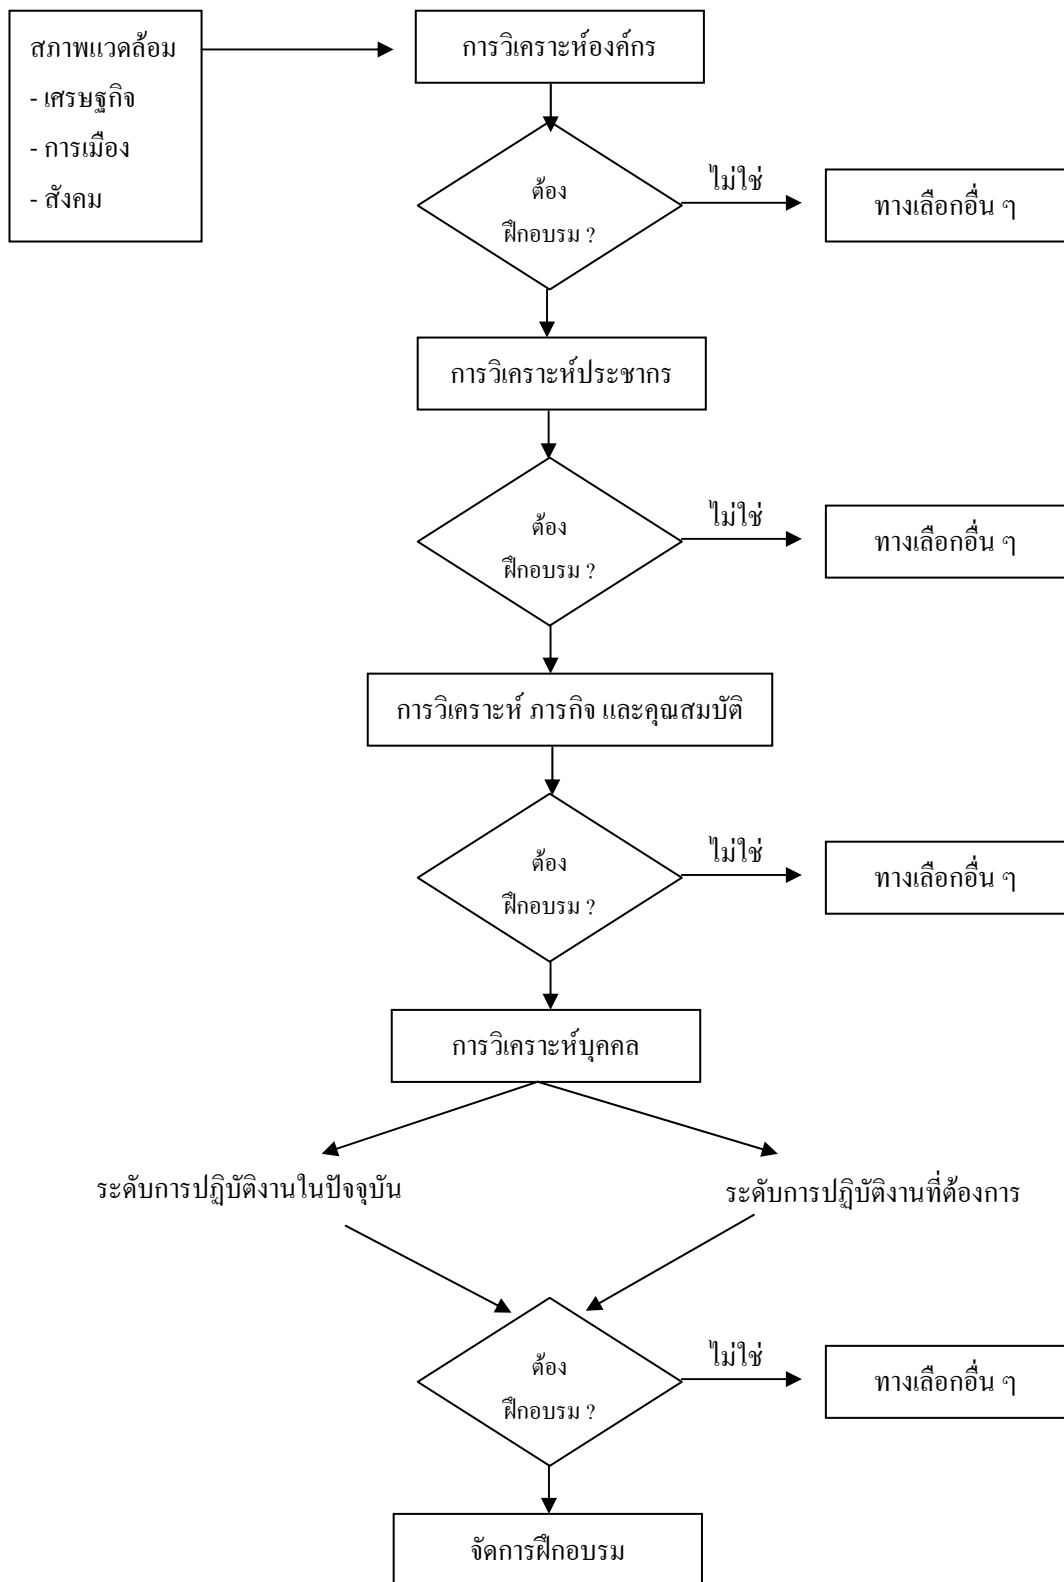 สภาพแวดล้อม
- เศรษฐกิจ
- การเมือง
- สังคม
การวิเคราะห์องค์กร
ต้อง
ฝึกอบรม ?
ไม่ใช่
ทางเลือกอื่น ๆ
การวิเคราะห์ประชากร
ต้อง
ฝึกอบรม ?
ไม่ใช่
ทางเลือกอื่น ๆ
การวิเคราะห์ ภารกิจ และคุณสมบัติ
ต้อง
ฝึกอบรม ?
ไม่ใช่
ทางเลือกอื่น ๆ
การวิเคราะห์บุคคล
ระดับการปฏิบัติงานในปัจจุบัน
ระดับการปฏิบัติงานที่ต้องการ
ต้อง
ฝึกอบรม ?
ไม่ใช่
ทางเลือกอื่น ๆ
จัดการฝึกอบรม